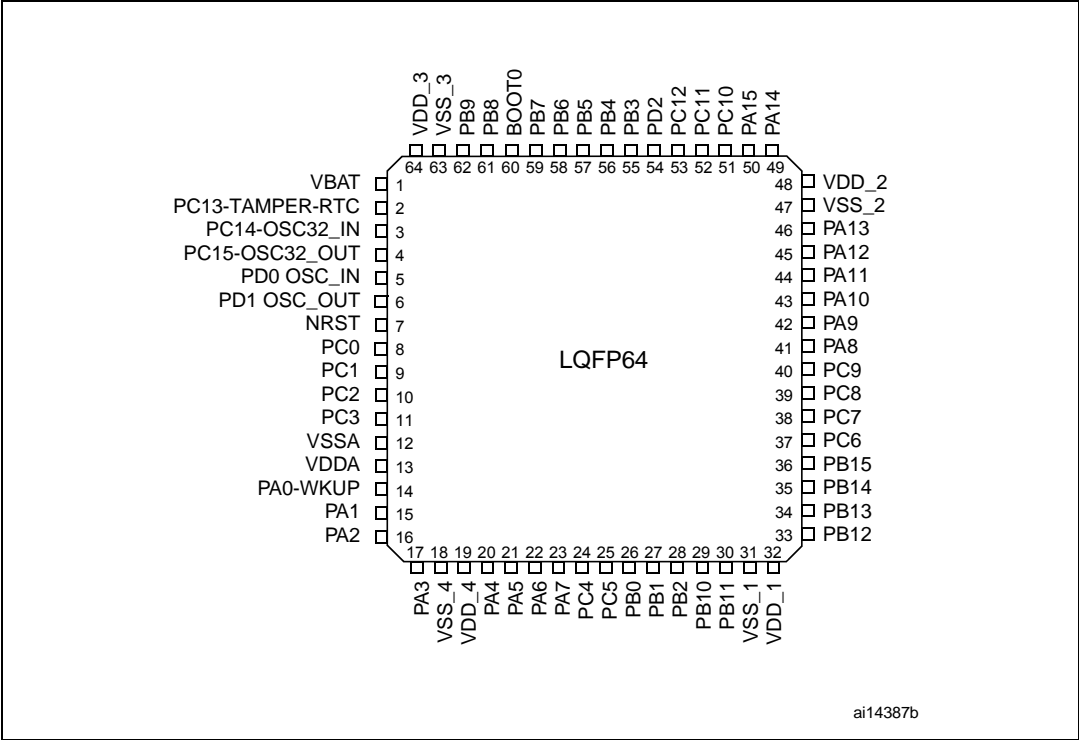 VDD_3
VSS_3
PB9
PB8
BOOT0
PB7
PB6
PB5
PB4
PB3
PD2
PC12
PC11
PC10
PA15
PA14
64 63 62 61 60 59 58 57 56 55 54 53 52 51 50 49
VBAT 1
PC13-TAMPER-RTC 2
PC14-OSC32_IN 3
PC15-OSC32_OUT 4
PD0 OSC_IN 5
PD1 OSC_OUT 6
NRST 7
PC0 8
PC1 9
PC2 10
PC3 11
VSSA 12
VDDA 13
PA0-WKUP 14
PA1 15
PA2 16
LQFP64
48 VDD_2
47 VSS_2
46 PA13
45 PA12
44 PA11
43 PA10
42 PA9
41 PA8
40 PC9
39 PC8
38 PC7
37 PC6
36 PB15
35 PB14
34 PB13
33 PB12
17 18 19 20 21 22 23 24 25 26 27 28 29 30 31 32
PA3
VSS_4
VDD_4
PA4
PA5
PA6
PA7
PC4
PC5
PB0
PB1
PB2
PB10
PB11
VSS_1
VDD_1
ai14387b